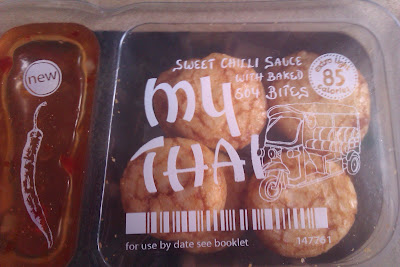 new
SWEET CHILLI SAUCE
WITH BAKED
SOY BITES
my
THAI
85
calories
for use by date see booklet
147761